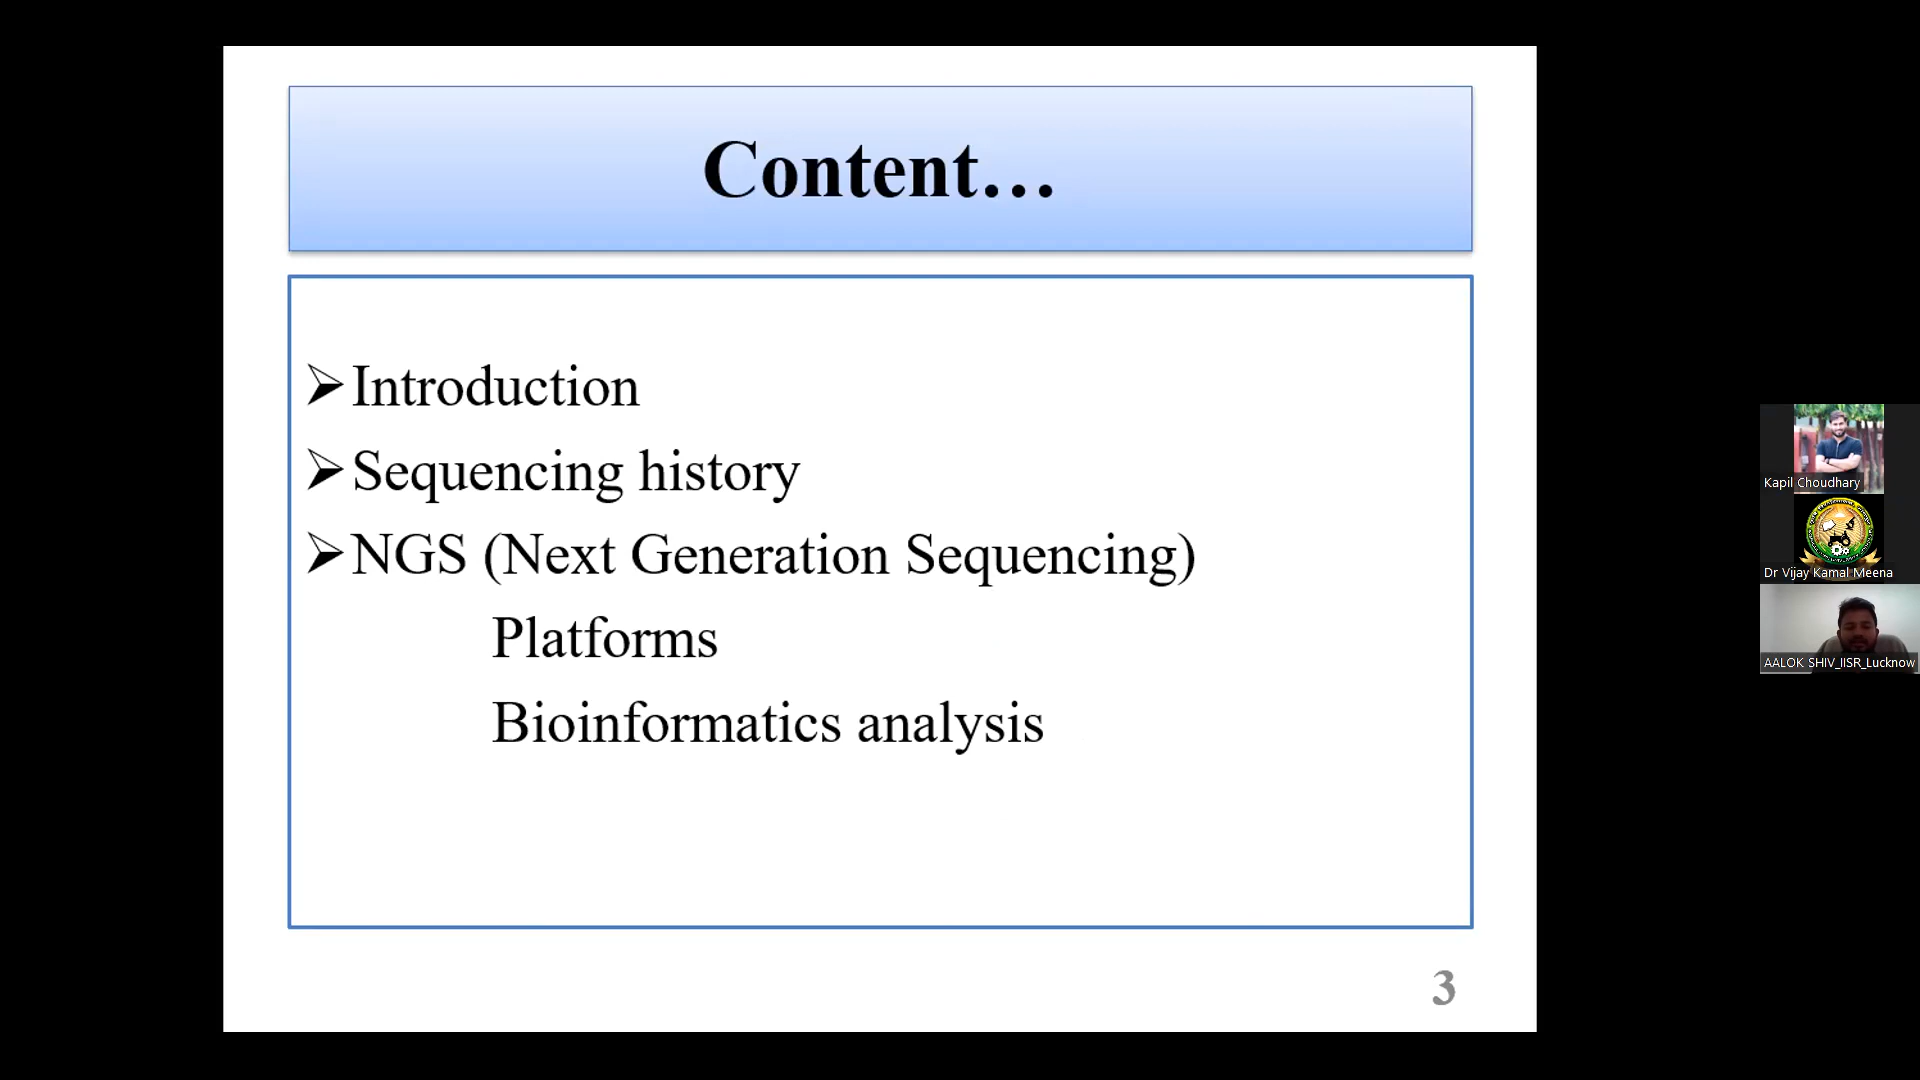 Content…
➢Introduction
➢Sequencing history
➢NGS (Next Generation Sequencing)
Platforms
Bioinformatics analysis
3
Kapil Choudhary
Dr Vijay Kamal Meena
AALOK SHIV_IISR_Lucknow